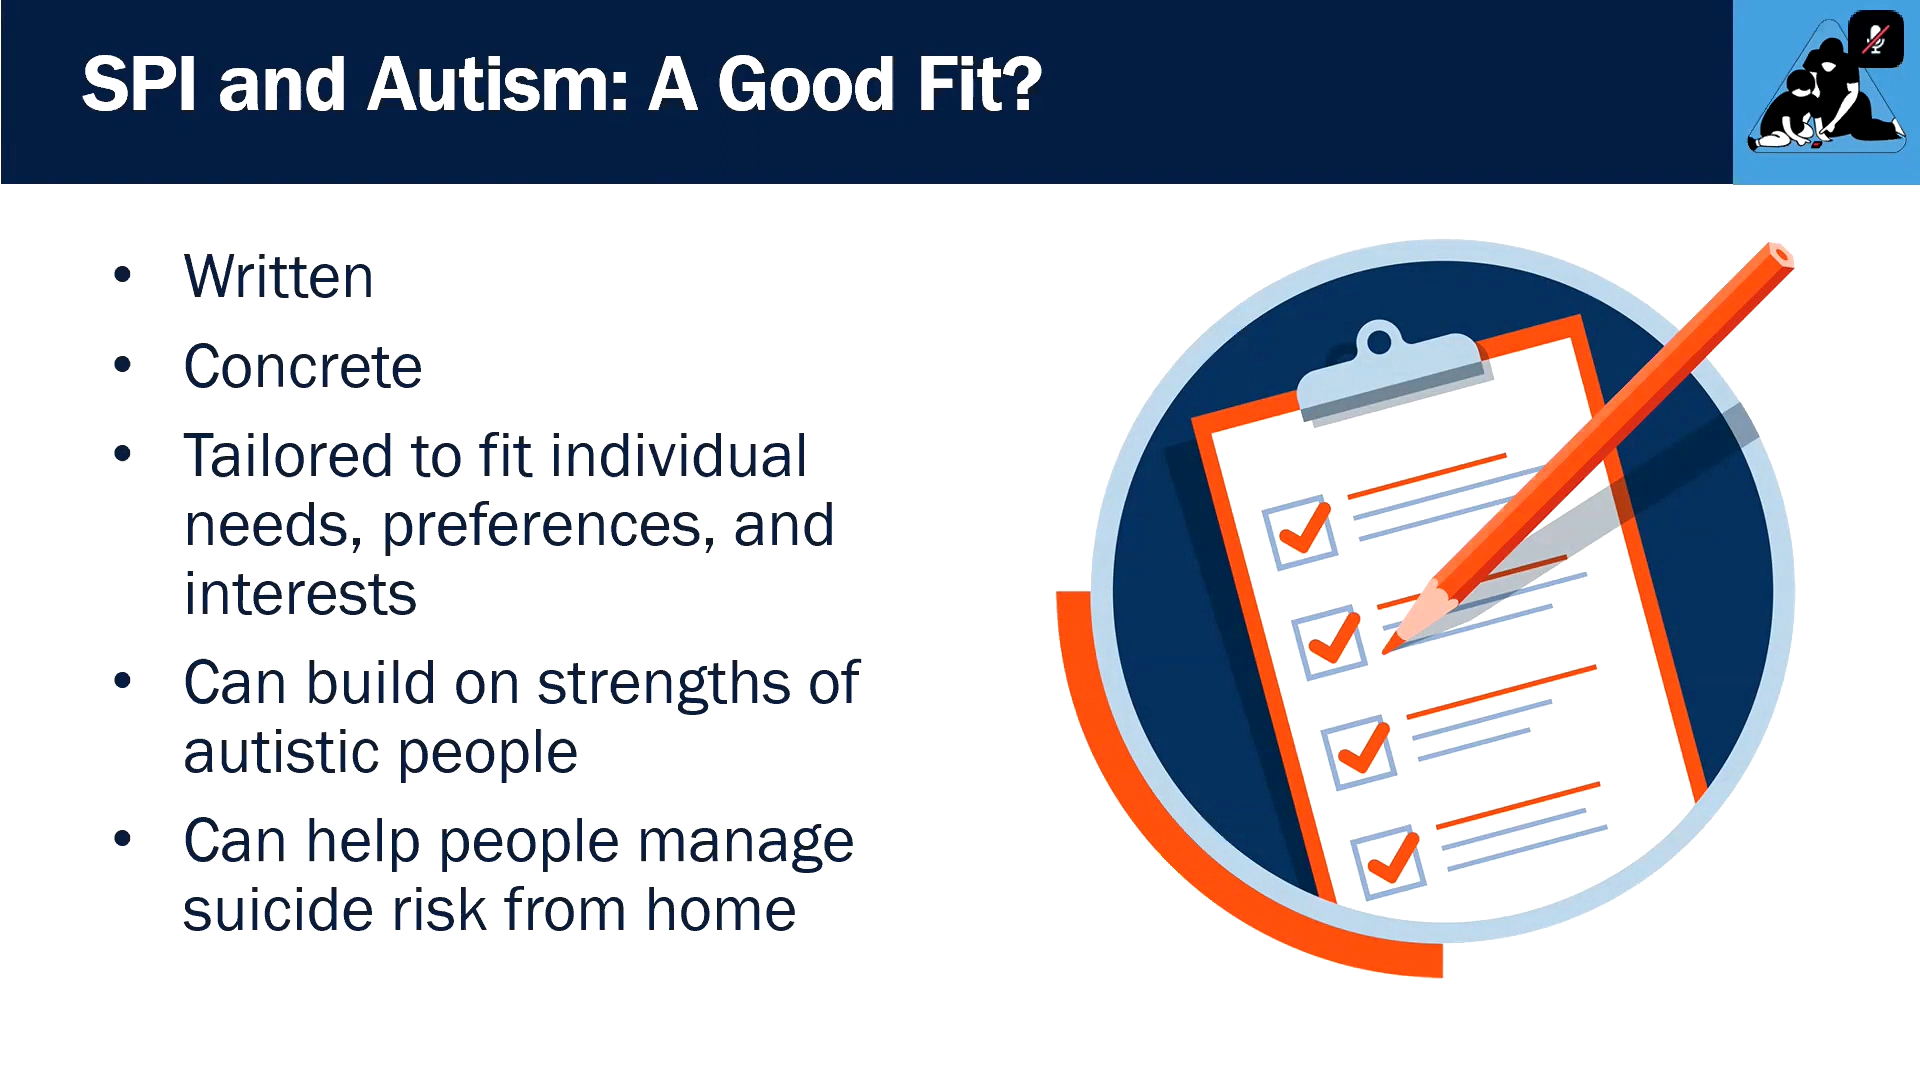 SPI and Autism: A Good Fit?
• Written
• Concrete
• Tailored to fit individual
needs, preferences, and
interests
• Can build on strengths of
autistic people
• Can help people manage
suicide risk from home